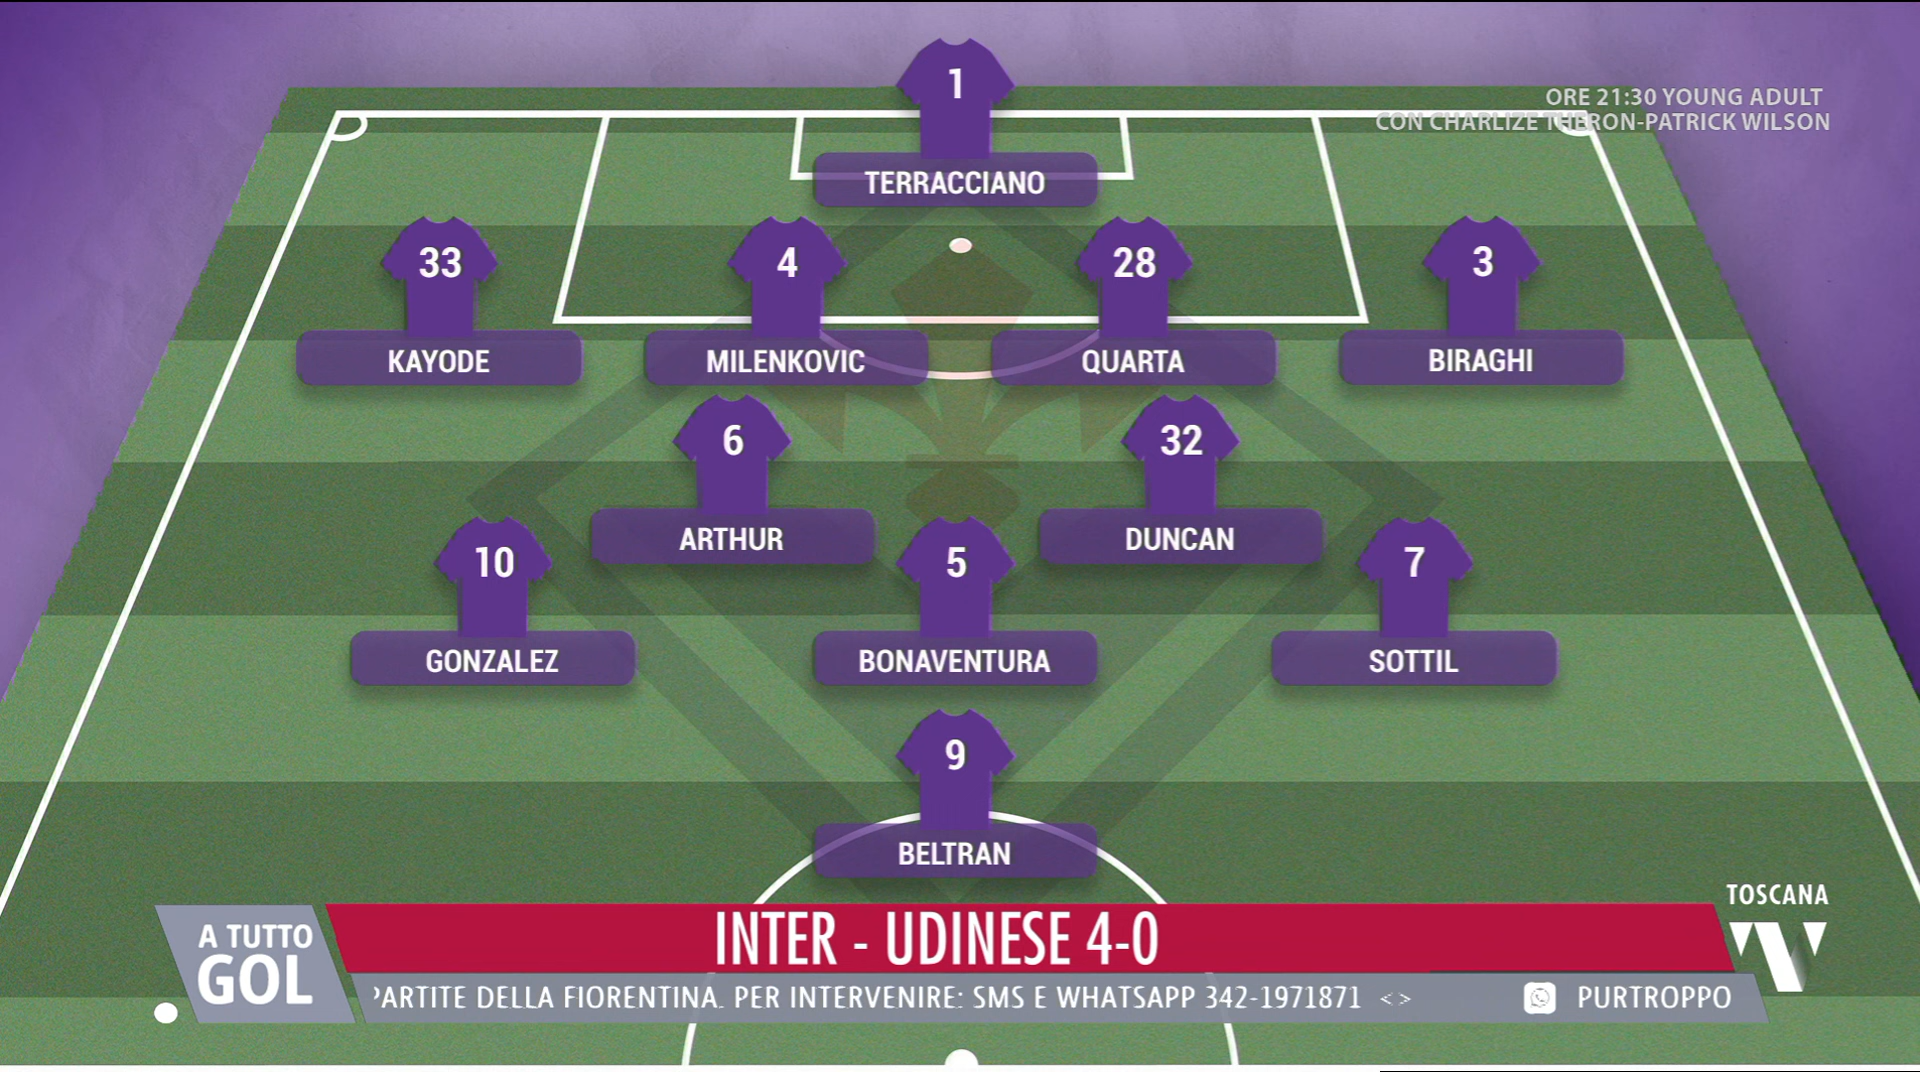 1
ORE 21:30 YOUNG ADULT
CON CHARLIZE THERON-PATRICK WILSON
TERRACCIANO
33
4
28
3
KAYODE
MILENKOVIC
QUARTA
BIRAGHI
6
32
ARTHUR
DUNCAN
10
5
7
GONZALEZ
BONAVENTURA
SOTTIL
9
BELTRAN
TOSCANA
TV
A TUTTO
GOL
INTER - UDINESE 4-0
PARTITE DELLA FIORENTINA. PER INTERVENIRE: SMS E WHATSAPP 342-1971871 <> PURTROPPO